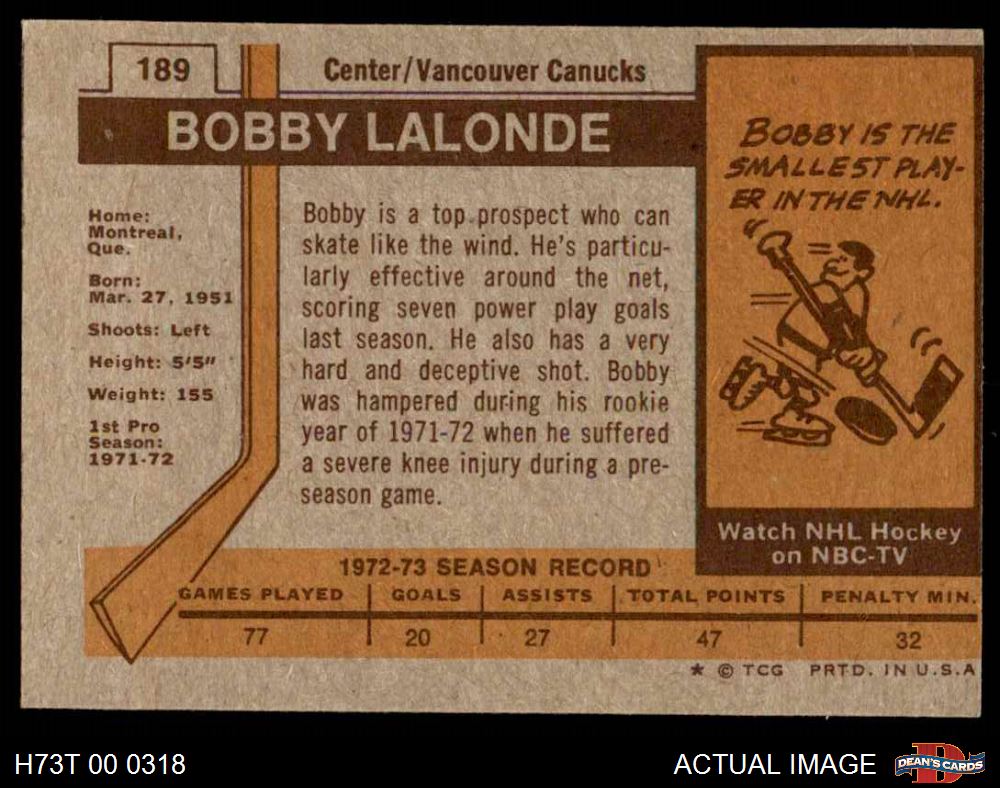 189
Center/Vancouver Canucks
BOBBY LALONDE
Home:
Montreal,
Que.
Born:
Mar. 27, 1951
Shoots: Left
Height: 5'5"
Weight: 155
1st Pro
Season:
1971-72
Bobby is a top prospect who can
skate like the wind. He's particu-
larly effective around the net,
scoring seven power play goals
last season. He also has a very
hard and deceptive shot. Bobby
was hampered during his rookie
year of 1971-72 when he suffered
a severe knee injury during a pre-
season game.
BOBBY IS THE
SMALLEST PLAY-
ER IN THE NHL.
Watch NHL Hockey
on NBC-TV
1972-73 SEASON RECORD
GAMES PLAYED GOALS ASSISTS TOTAL POINTS PENALTY MIN.
77 20 27 47 32
* © TCG PRTD. IN U.S.A
H73T 00 0318
ACTUAL IMAGE
DEAN'S CARDS